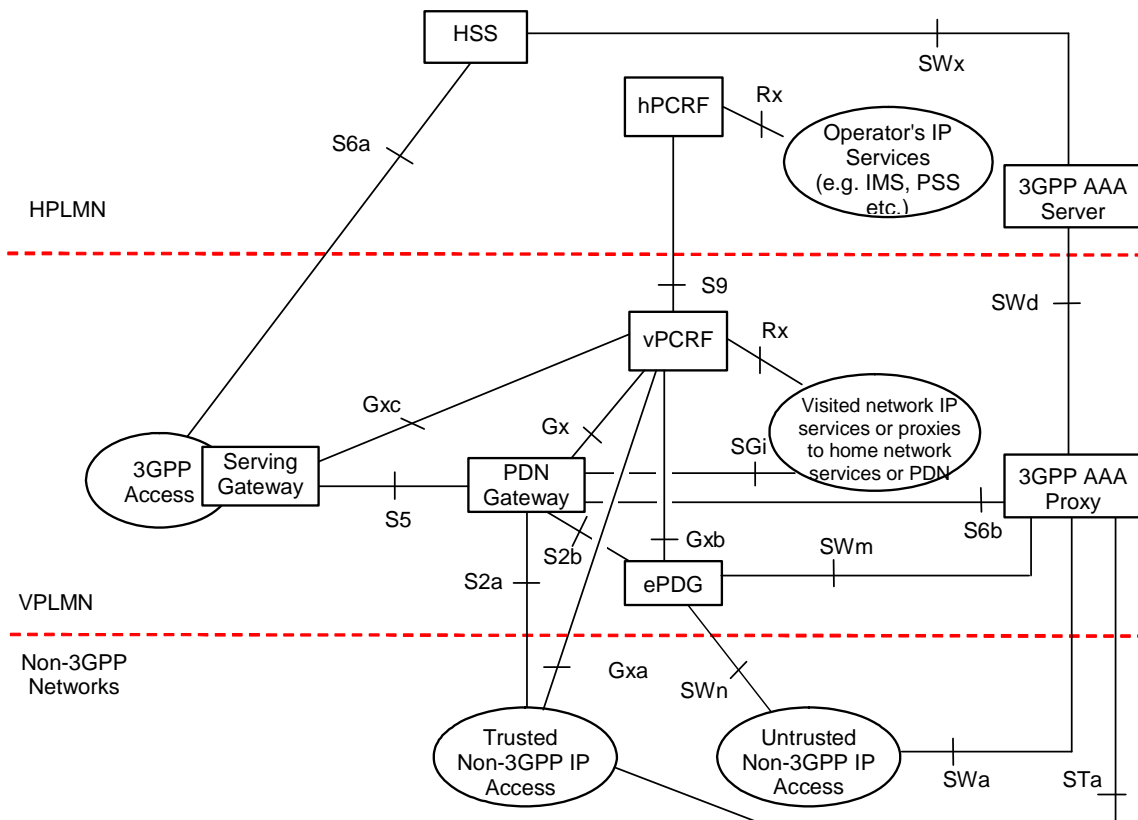 HSS
SWx
hPCRF
Rx
Operator's IP
Services
(e.g. IMS, PSS
etc.)
S6a
3GPP AAA
Server
HPLMN
S9
SWd
vPCRF
Rx
Gxc
Gx
Visited network IP
services or proxies
to home network
services or PDN
SGi
3GPP
Access
Serving
Gateway
PDN
Gateway
3GPP AAA
Proxy
S5
S6b
S2b
Gxb
SWm
S2a
ePDG
VPLMN
Non-3GPP
Networks
Gxa
SWn
Trusted
Non-3GPP IP
Access
Untrusted
Non-3GPP IP
Access
SWa
STa